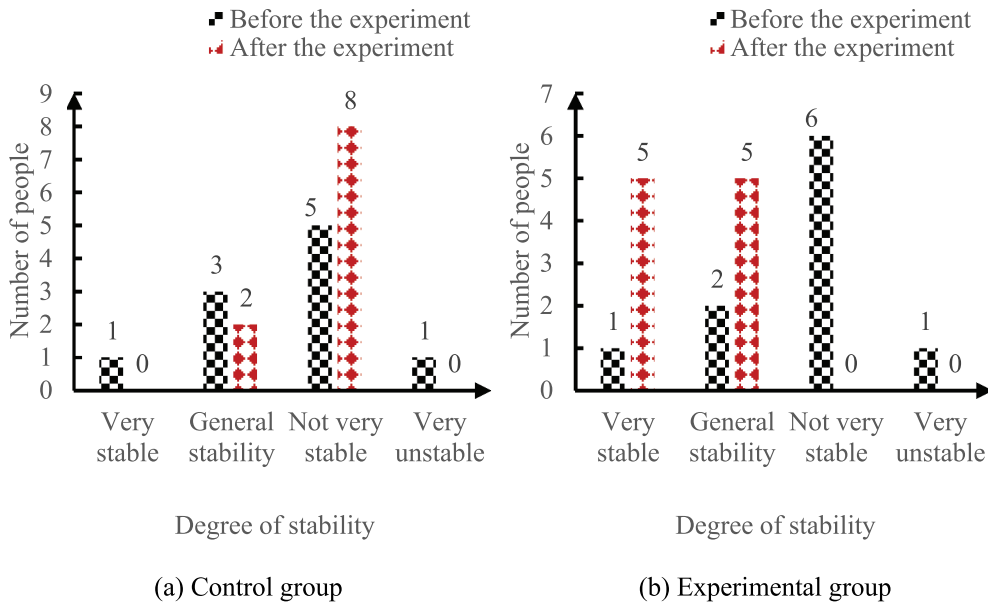 Before the experiment
After the experiment
Number of people
9
8
7
6
5
4
3
2
1
0
1
0
3
2
5
8
1
0
Very stable
General stability
Not very stable
Very unstable
Degree of stability
(a) Control group
Before the experiment
After the experiment
Number of people
7
6
5
4
3
2
1
0
1
5
2
5
6
0
1
0
Very stable
General stability
Not very stable
Very unstable
Degree of stability
(b) Experimental group